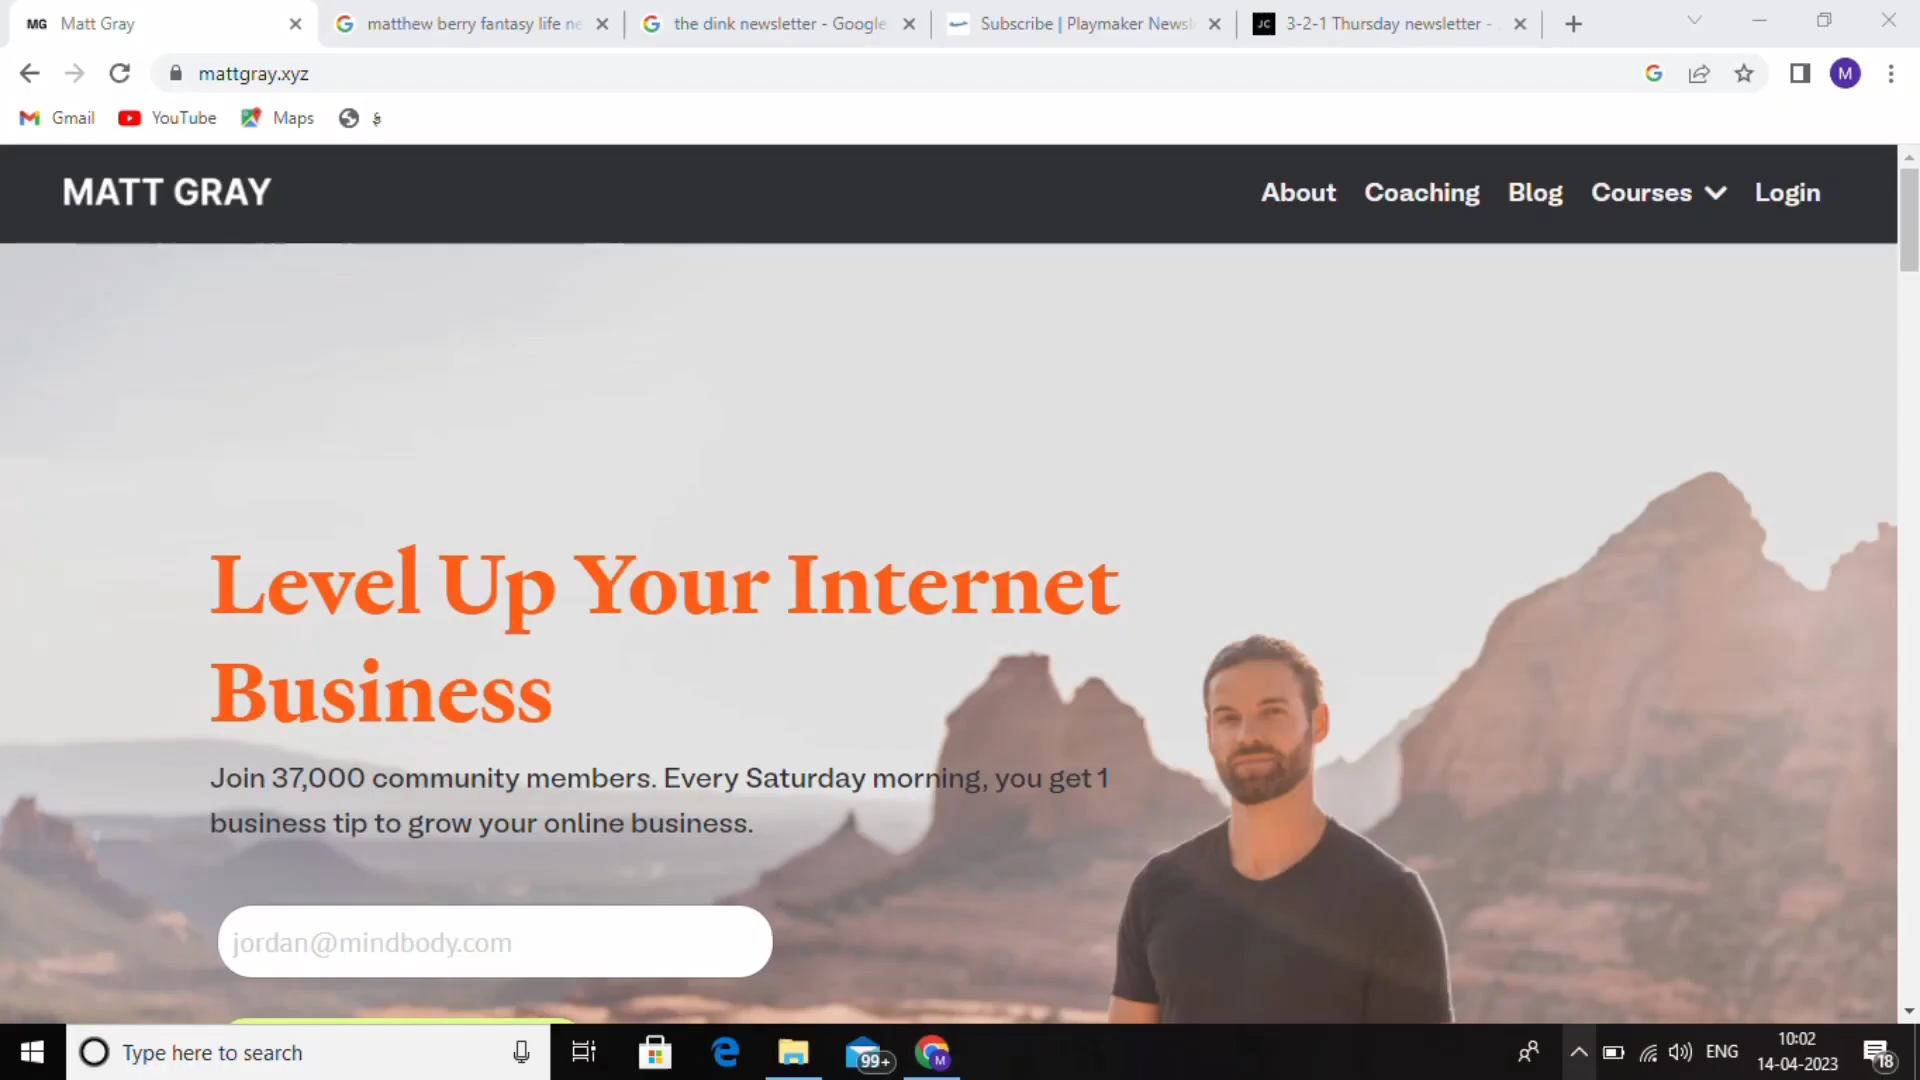 MG Matt Gray
matthew berry fantasy life ne
the dink newsletter - Google
Subscribe | Playmaker Newsl
JC 3-2-1 Thursday newsletter -
mattgray.xyz
M
Gmail YouTube Maps
MATT GRAY
About Coaching Blog Courses Login
Level Up Your Internet
Business
Join 37,000 community members. Every Saturday morning, you get 1
business tip to grow your online business.
jordan@mindbody.com
Type here to search
99+
M
ENG
10:02
14-04-2023
18